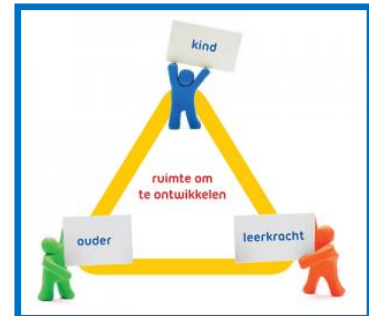 kind
ruimte om
te ontwikkelen
ouder
leerkracht